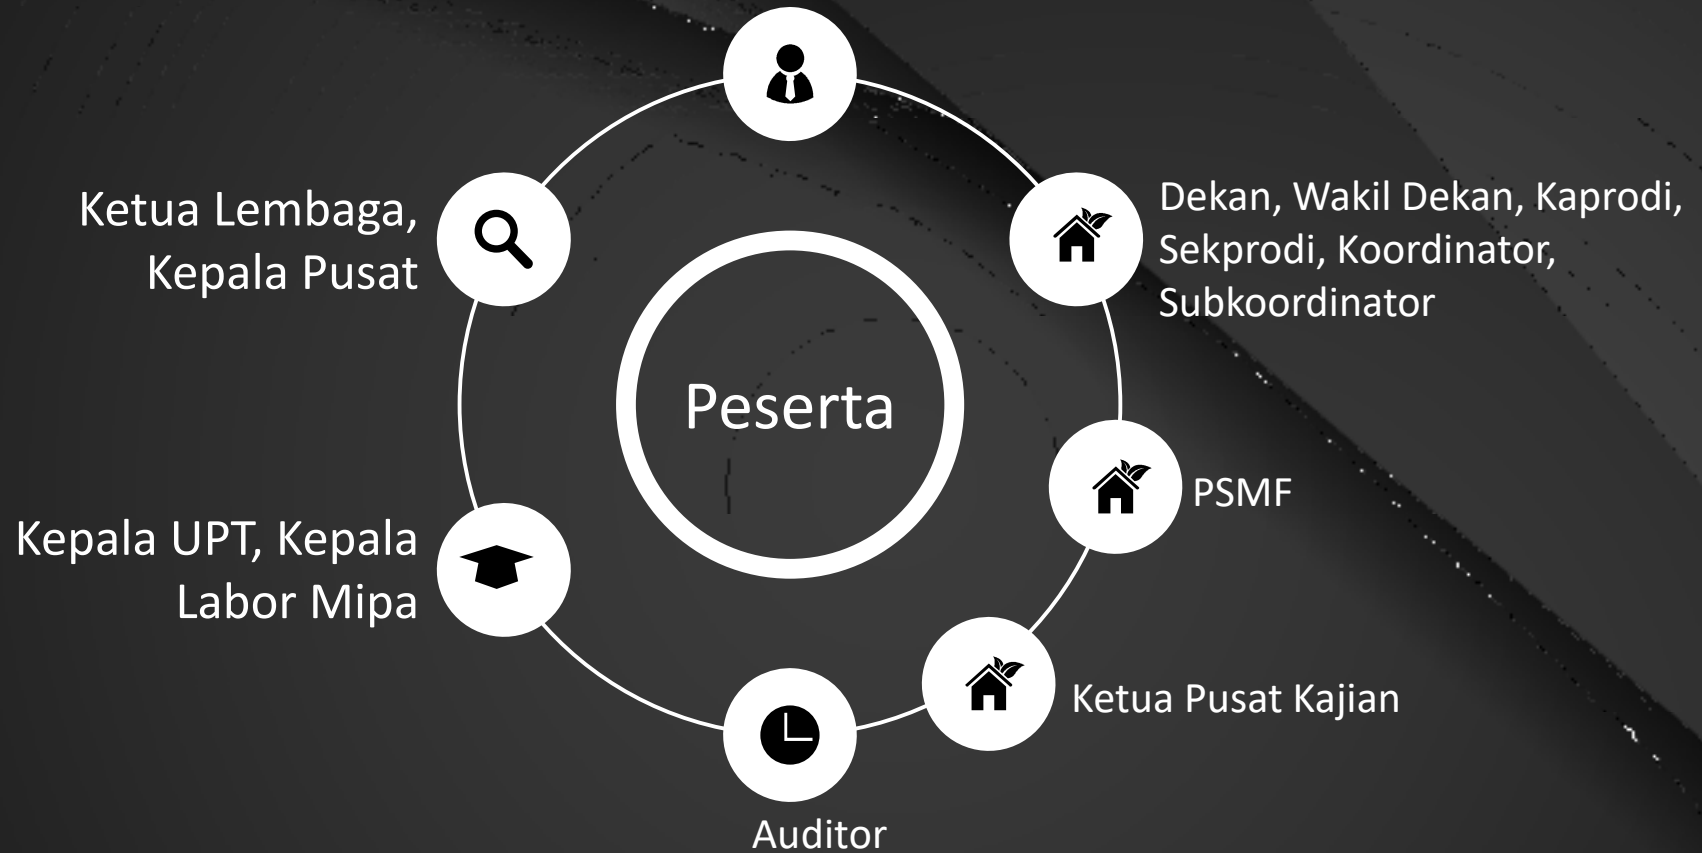 Ketua Lembaga,
Kepala Pusat
Dekan, Wakil Dekan, Kaprodi,
Sekprodi, Koordinator,
Subkoordinator
Peserta
PSMF
Kepala UPT, Kepala
Labor Mipa
Ketua Pusat Kajian
Auditor